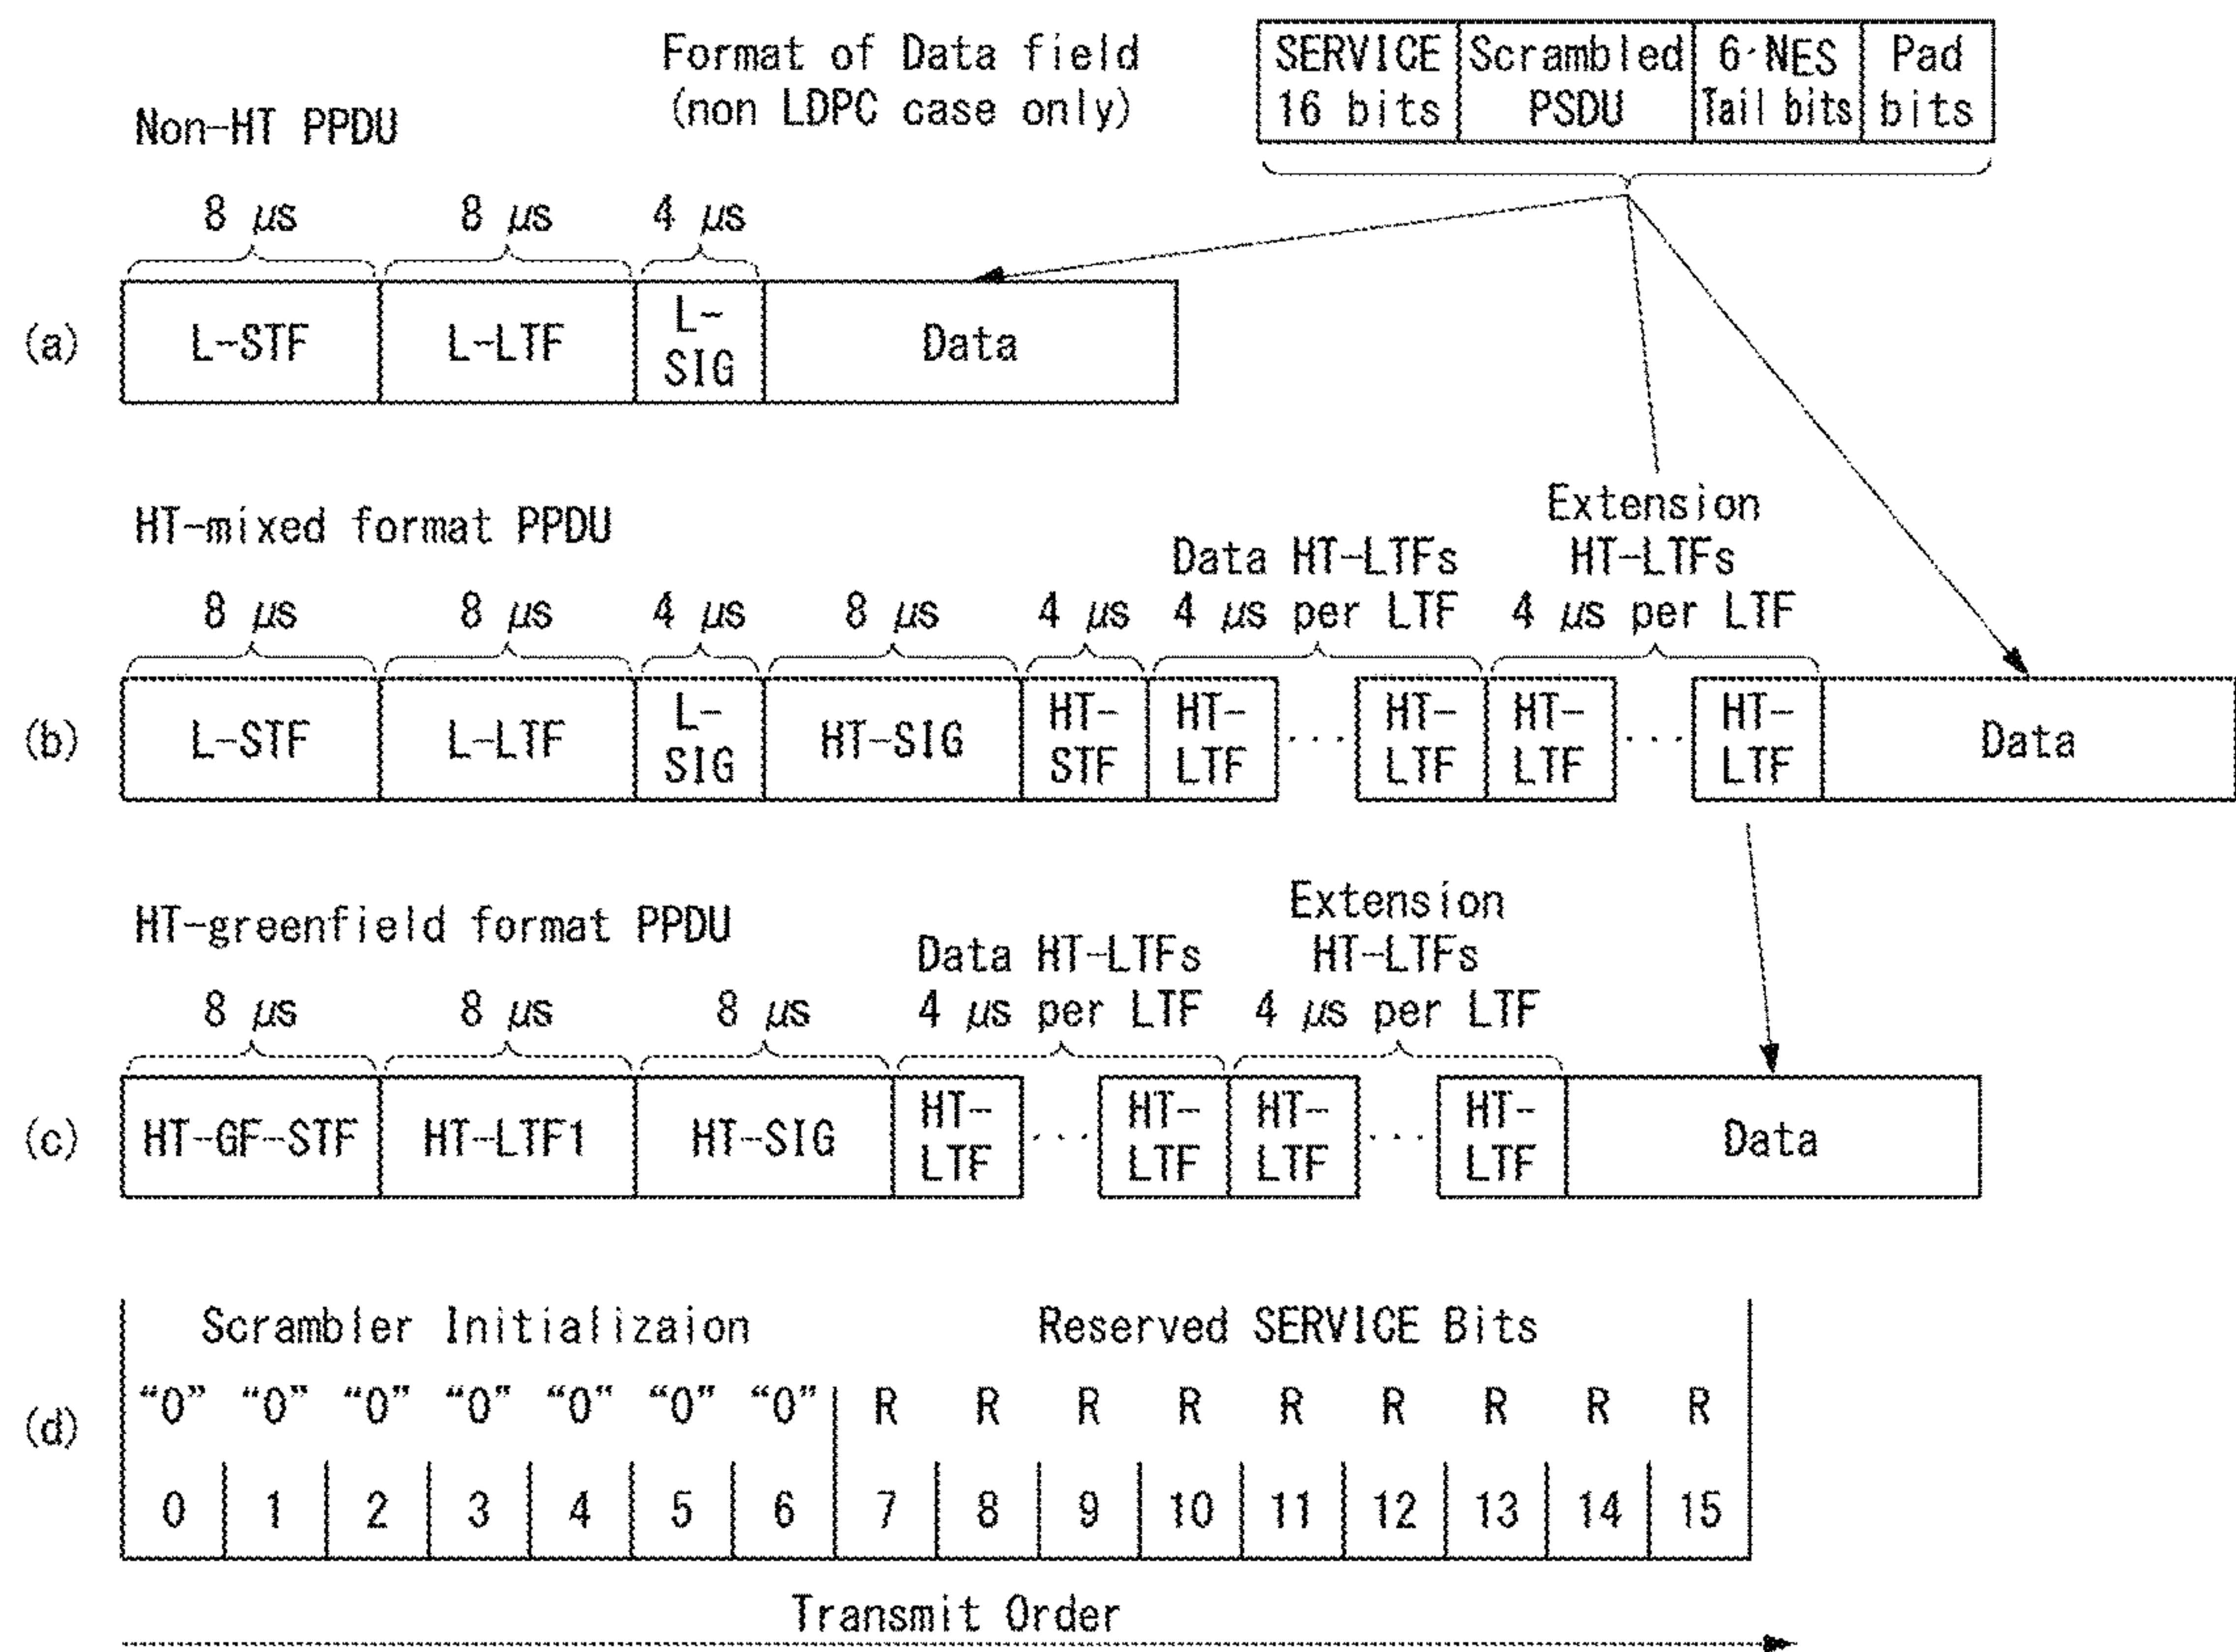 Format of Data field
(non LDPC case only)
SERVICE
16 bits
Scrambled
PSDU
6·NES
Tail bits
Pad
bits
Non-HT PPDU
8 µs 8 µs 4 µs
(a)
L-STF
L-LTF
L-
SIG
Data
HT-mixed format PPDU
Data HT-LTFs
Extension
HT-LTFs
8 µs 8 µs 4 µs 8 µs 4 µs 4 µs per LTF 4 µs per LTF
(b)
L-STF
L-LTF
L-
SIG
HT-SIG
HT-
STF
HT-
LTF
...
HT-
LTF
HT-
LTF
...
HT-
LTF
Data
HT-greenfield format PPDU
Data HT-LTFs
Extension
HT-LTFs
8 µs 8 µs 8 µs 4 µs per LTF 4 µs per LTF
(c)
HT-GF-STF
HT-LTF1
HT-SIG
HT-
LTF
...
HT-
LTF
HT-
LTF
...
HT-
LTF
Data
Scrambler Initializaion
Reserved SERVICE Bits
(d)
“0” “0” “0” “0” “0” “0” “0” R R R R R R R R R
0 1 2 3 4 5 6 7 8 9 10 11 12 13 14 15
Transmit Order